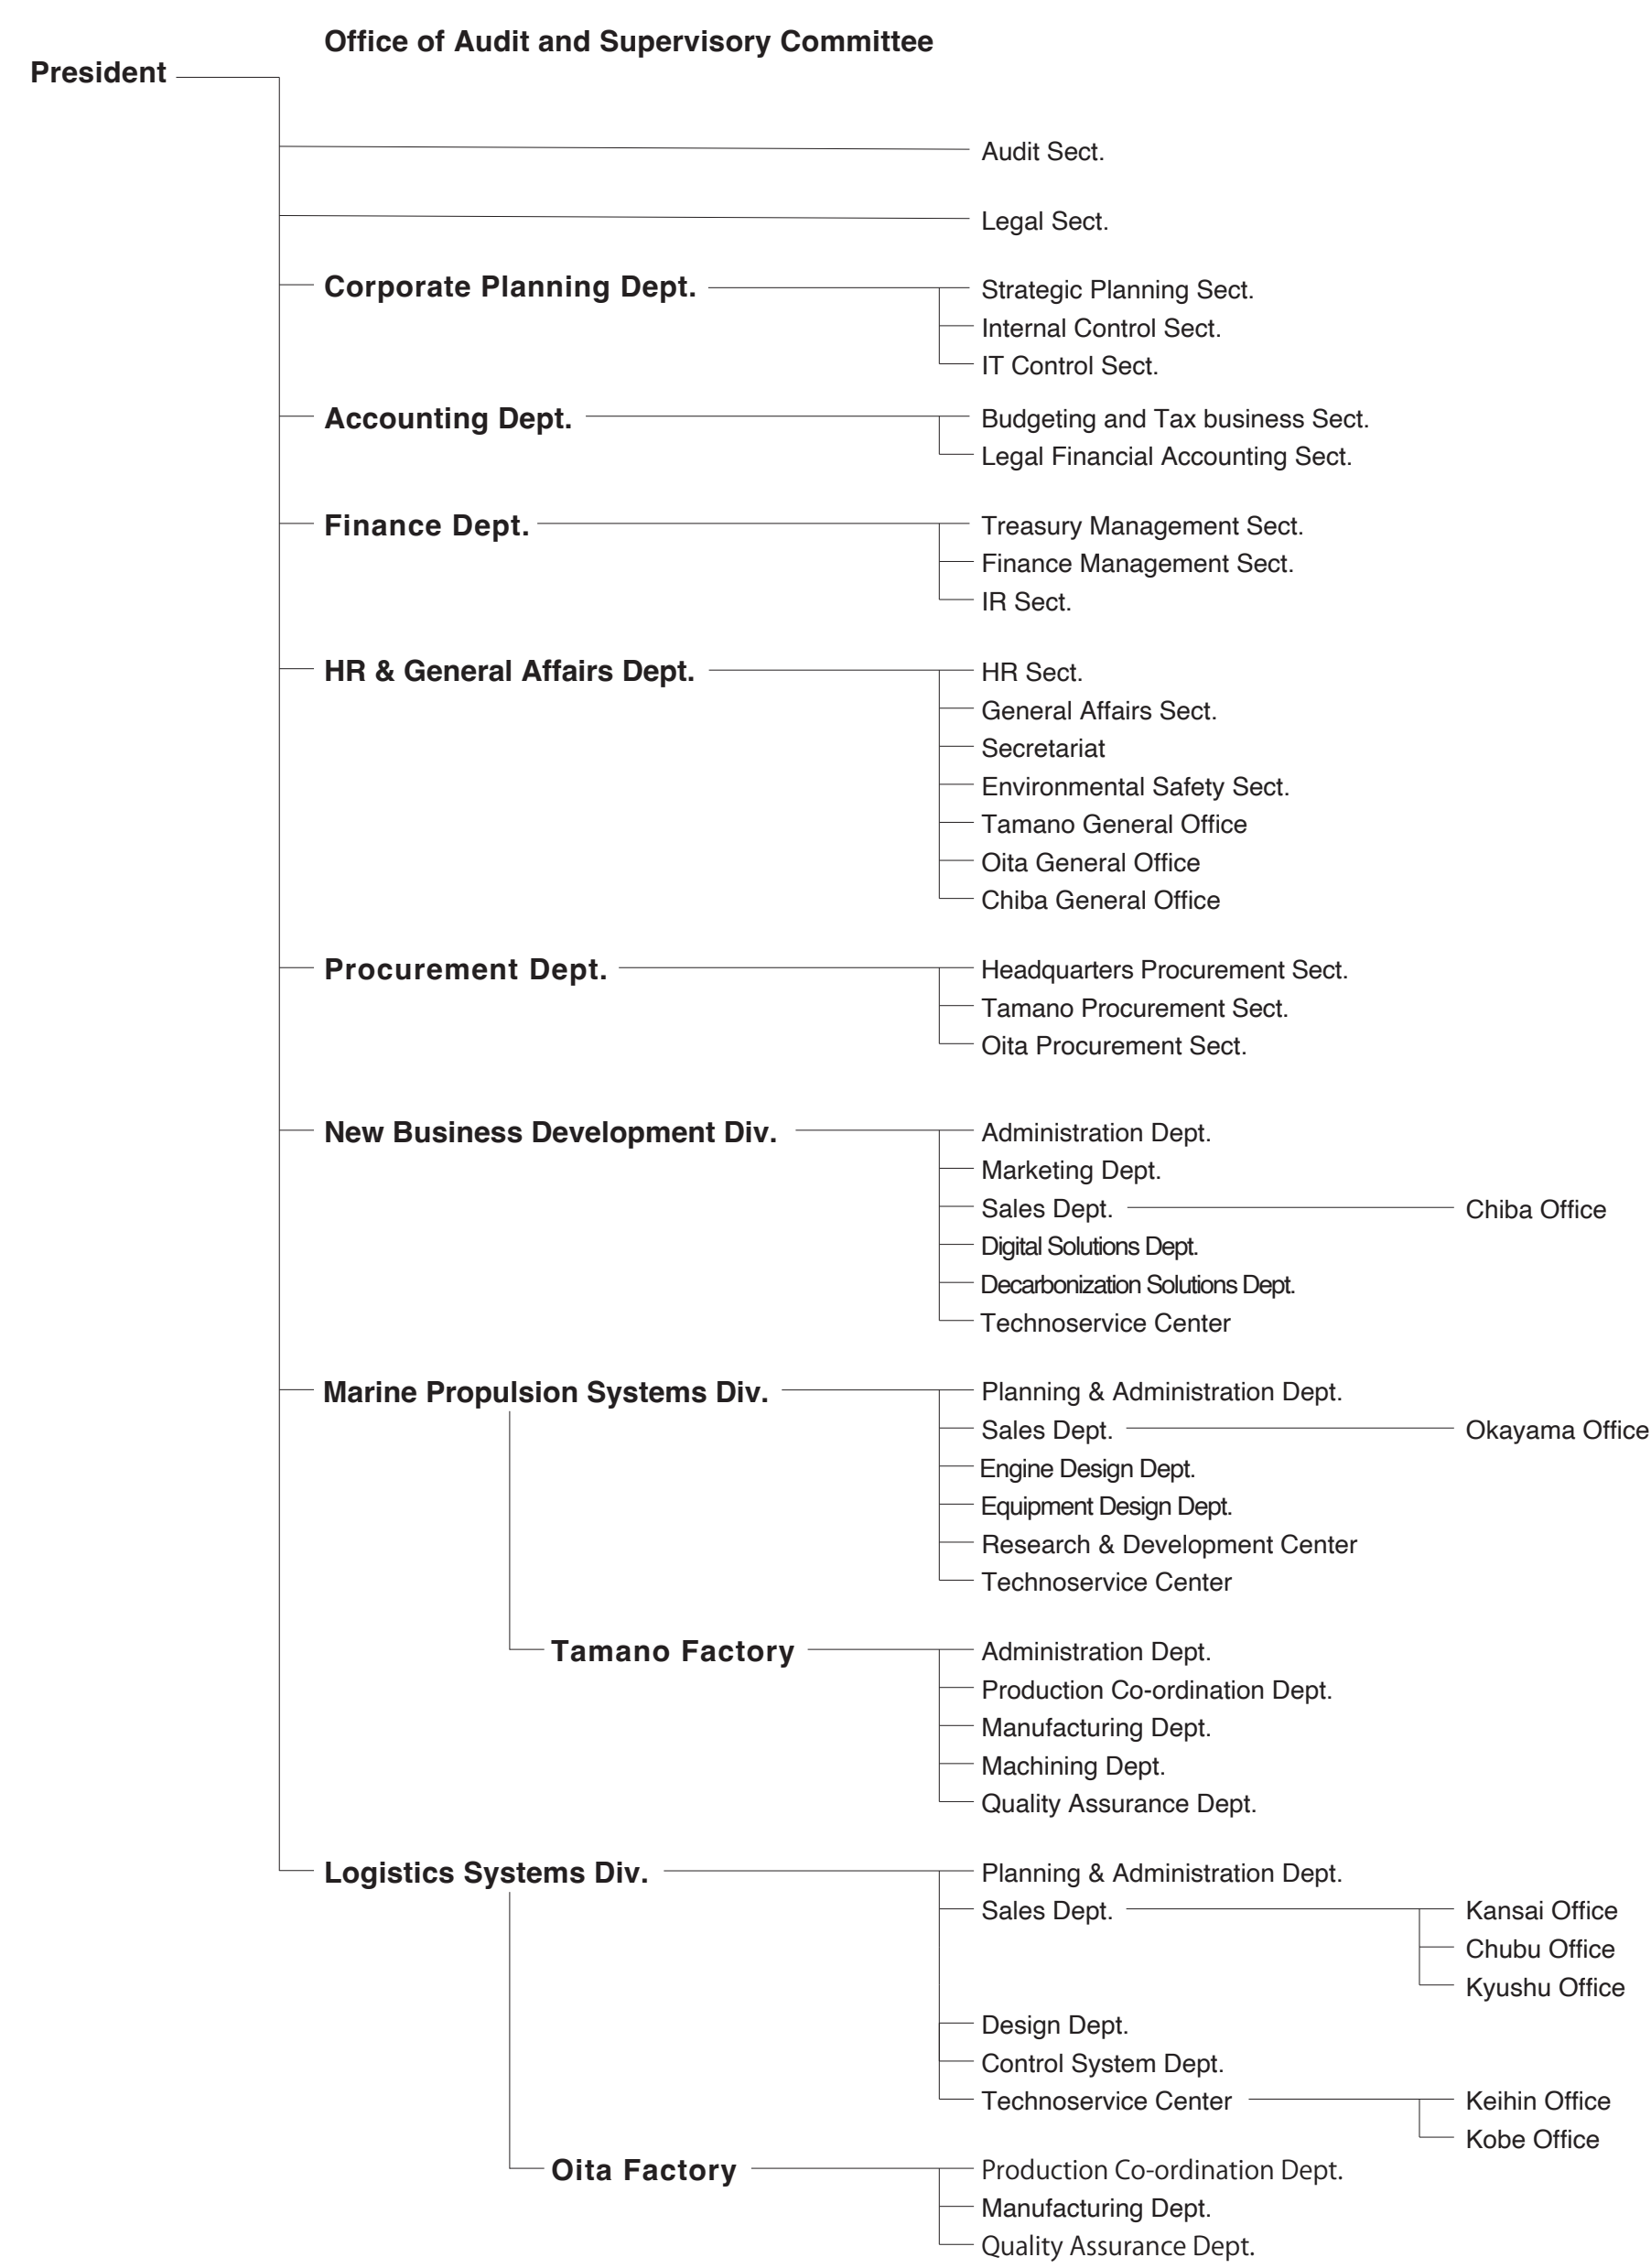 Office of Audit and Supervisory Committee
President
Audit Sect.
Legal Sect.
Corporate Planning Dept.
Strategic Planning Sect.
Internal Control Sect.
IT Control Sect.
Accounting Dept.
Budgeting and Tax business Sect.
Legal Financial Accounting Sect.
Finance Dept.
Treasury Management Sect.
Finance Management Sect.
IR Sect.
HR & General Affairs Dept.
HR Sect.
General Affairs Sect.
Secretariat
Environmental Safety Sect.
Tamano General Office
Oita General Office
Chiba General Office
Procurement Dept.
Headquarters Procurement Sect.
Tamano Procurement Sect.
Oita Procurement Sect.
New Business Development Div.
Administration Dept.
Marketing Dept.
Sales Dept.
Chiba Office
Digital Solutions Dept.
Decarbonization Solutions Dept.
Technoservice Center
Marine Propulsion Systems Div.
Planning & Administration Dept.
Sales Dept.
Okayama Office
Engine Design Dept.
Equipment Design Dept.
Research & Development Center
Technoservice Center
Tamano Factory
Administration Dept.
Production Co-ordination Dept.
Manufacturing Dept.
Machining Dept.
Quality Assurance Dept.
Logistics Systems Div.
Planning & Administration Dept.
Sales Dept.
Kansai Office
Chubu Office
Kyushu Office
Design Dept.
Control System Dept.
Technoservice Center
Keihin Office
Kobe Office
Oita Factory
Production Co-ordination Dept.
Manufacturing Dept.
Quality Assurance Dept.